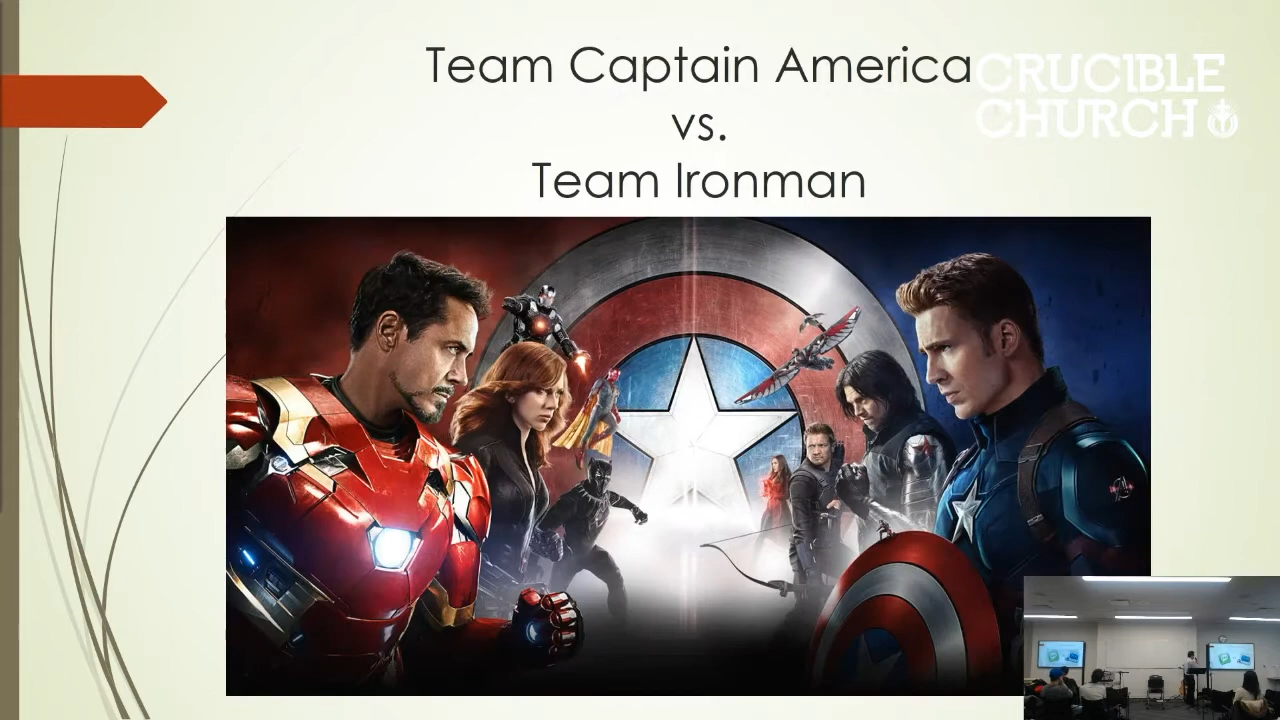 Team Captain America
vs.
Team Ironman
CRUCIBLE
CHURCH